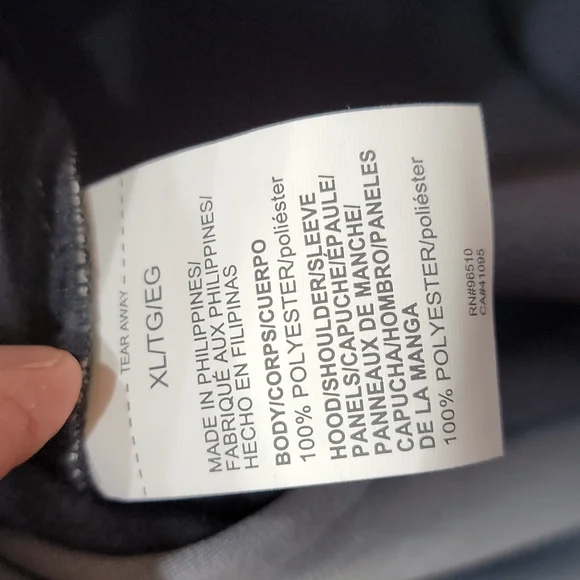 TEAR AWAY
XL/TG/EG
MADE IN PHILIPPINES/
FABRIQUÉ AUX PHILIPPINES/
HECHO EN FILIPINAS
BODY/CORPS/CUERPO
100% POLYESTER/poliéster
HOOD/SHOULDER/SLEEVE
PANELS/CAPUCHE/ÉPAULE/
PANNEAUX DE MANCHE/
CAPUCHA/HOMBRO/PANELES
DE LA MANGA
100% POLYESTER/poliéster
RN#96510
CA#41095